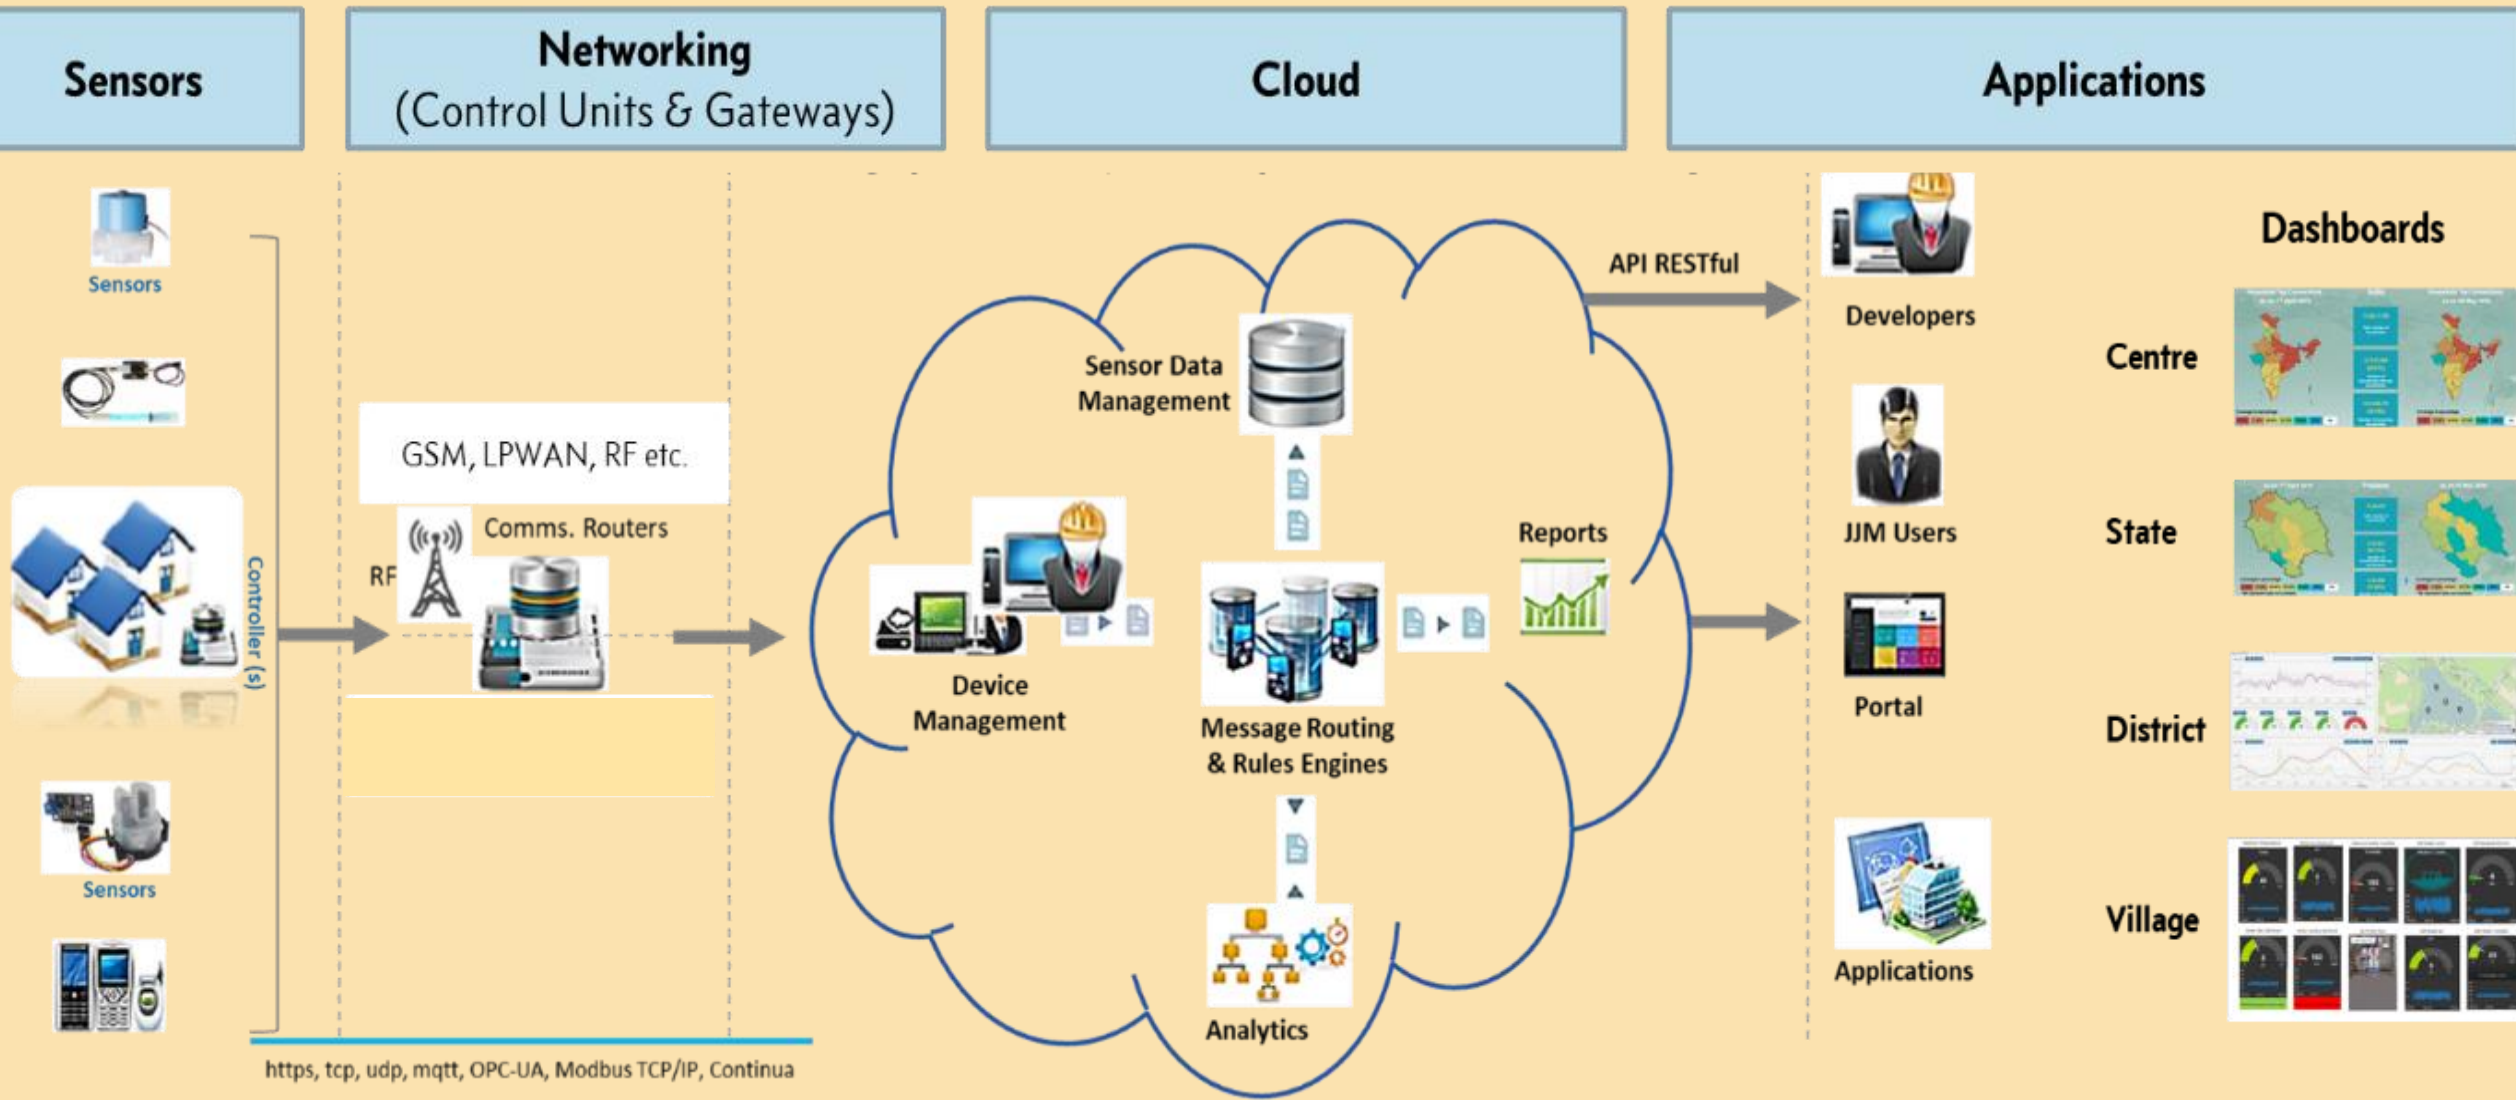 Sensors
Networking
(Control Units & Gateways)
Cloud
Applications
Sensors
Controller (s)
Sensors
GSM, LPWAN, RF etc.
Comms. Routers
RF
https, tcp, udp, mqtt, OPC-UA, Modbus TCP/IP, Continua
Sensor Data
Management
Device
Management
Message Routing
& Rules Engines
Reports
Analytics
API RESTful
Developers
JJM Users
Portal
Applications
Dashboards
Centre
State
District
Village